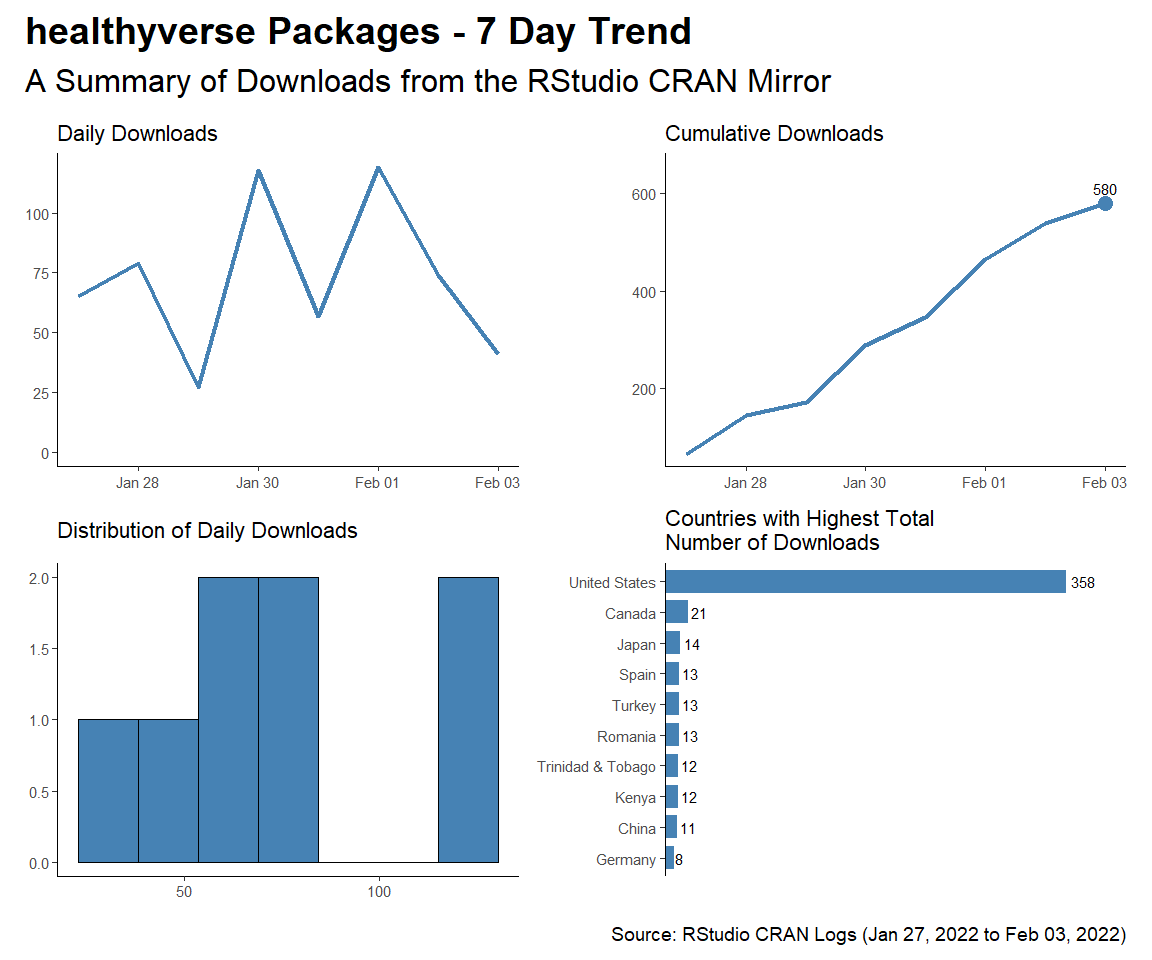 healthyverse Packages - 7 Day Trend
A Summary of Downloads from the RStudio CRAN Mirror
Daily Downloads
100
75
50
25
0
Jan 28 Jan 30 Feb 01 Feb 03
Cumulative Downloads
600
400
200
580
Jan 28 Jan 30 Feb 01 Feb 03
Distribution of Daily Downloads
2.0
1.5
1.0
0.5
0.0
50 100
Countries with Highest Total
Number of Downloads
United States 358
Canada 21
Japan 14
Spain 13
Turkey 13
Romania 13
Trinidad & Tobago 12
Kenya 12
China 11
Germany 8
Source: RStudio CRAN Logs (Jan 27, 2022 to Feb 03, 2022)